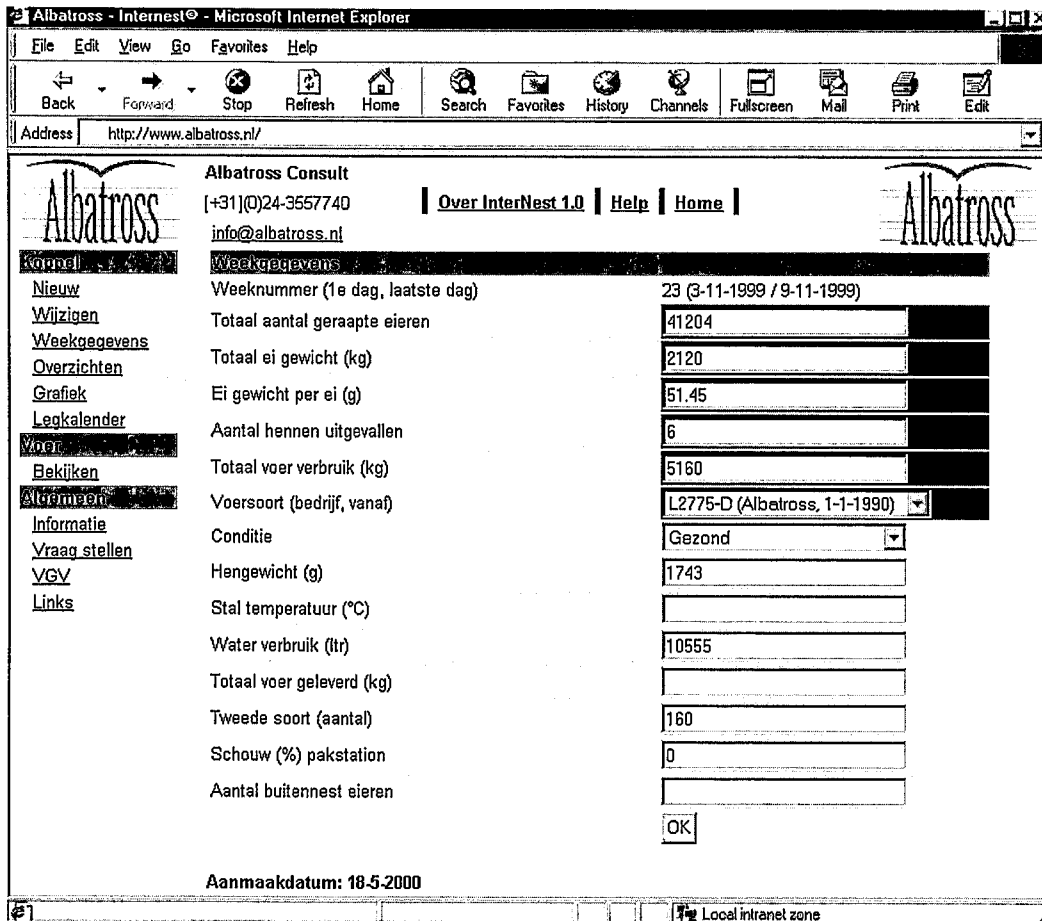 Albatross - Internest© - Microsoft Internet Explorer
File Edit View Go Favorites Help
Back Forward Stop Refresh Home Search Favorites History Channels Fullscreen Mail Print Edit
Address http://www.albatross.nl/
Albatross
Albatross Consult
[+31](0)24-3557740
info@albatross.nl
Over InterNest 1.0 Help Home
Albatross
Koppel
Nieuw
Wijzigen
Weekgegevens
Overzichten
Grafiek
Legkalender
Voer
Bekijken
Algemeen
Informatie
Vraag stellen
VGV
Links
Weekgegevens
Weeknummer (1e dag, laatste dag) 23 (3-11-1999 / 9-11-1999)
Totaal aantal geraapte eieren 41204
Totaal ei gewicht (kg) 2120
Ei gewicht per ei (g) 51.45
Aantal hennen uitgevallen 6
Totaal voer verbruik (kg) 5160
Voersoort (bedrijf, vanaf) L2775-D (Albatross, 1-1-1990)
Conditie Gezond
Hengewicht (g) 1743
Stal temperatuur (°C)
Water verbruik (ltr) 10555
Totaal voer geleverd (kg)
Tweede soort (aantal) 160
Schouw (%) pakstation 0
Aantal buitennest eieren
OK
Aanmaakdatum: 18-5-2000
Local intranet zone